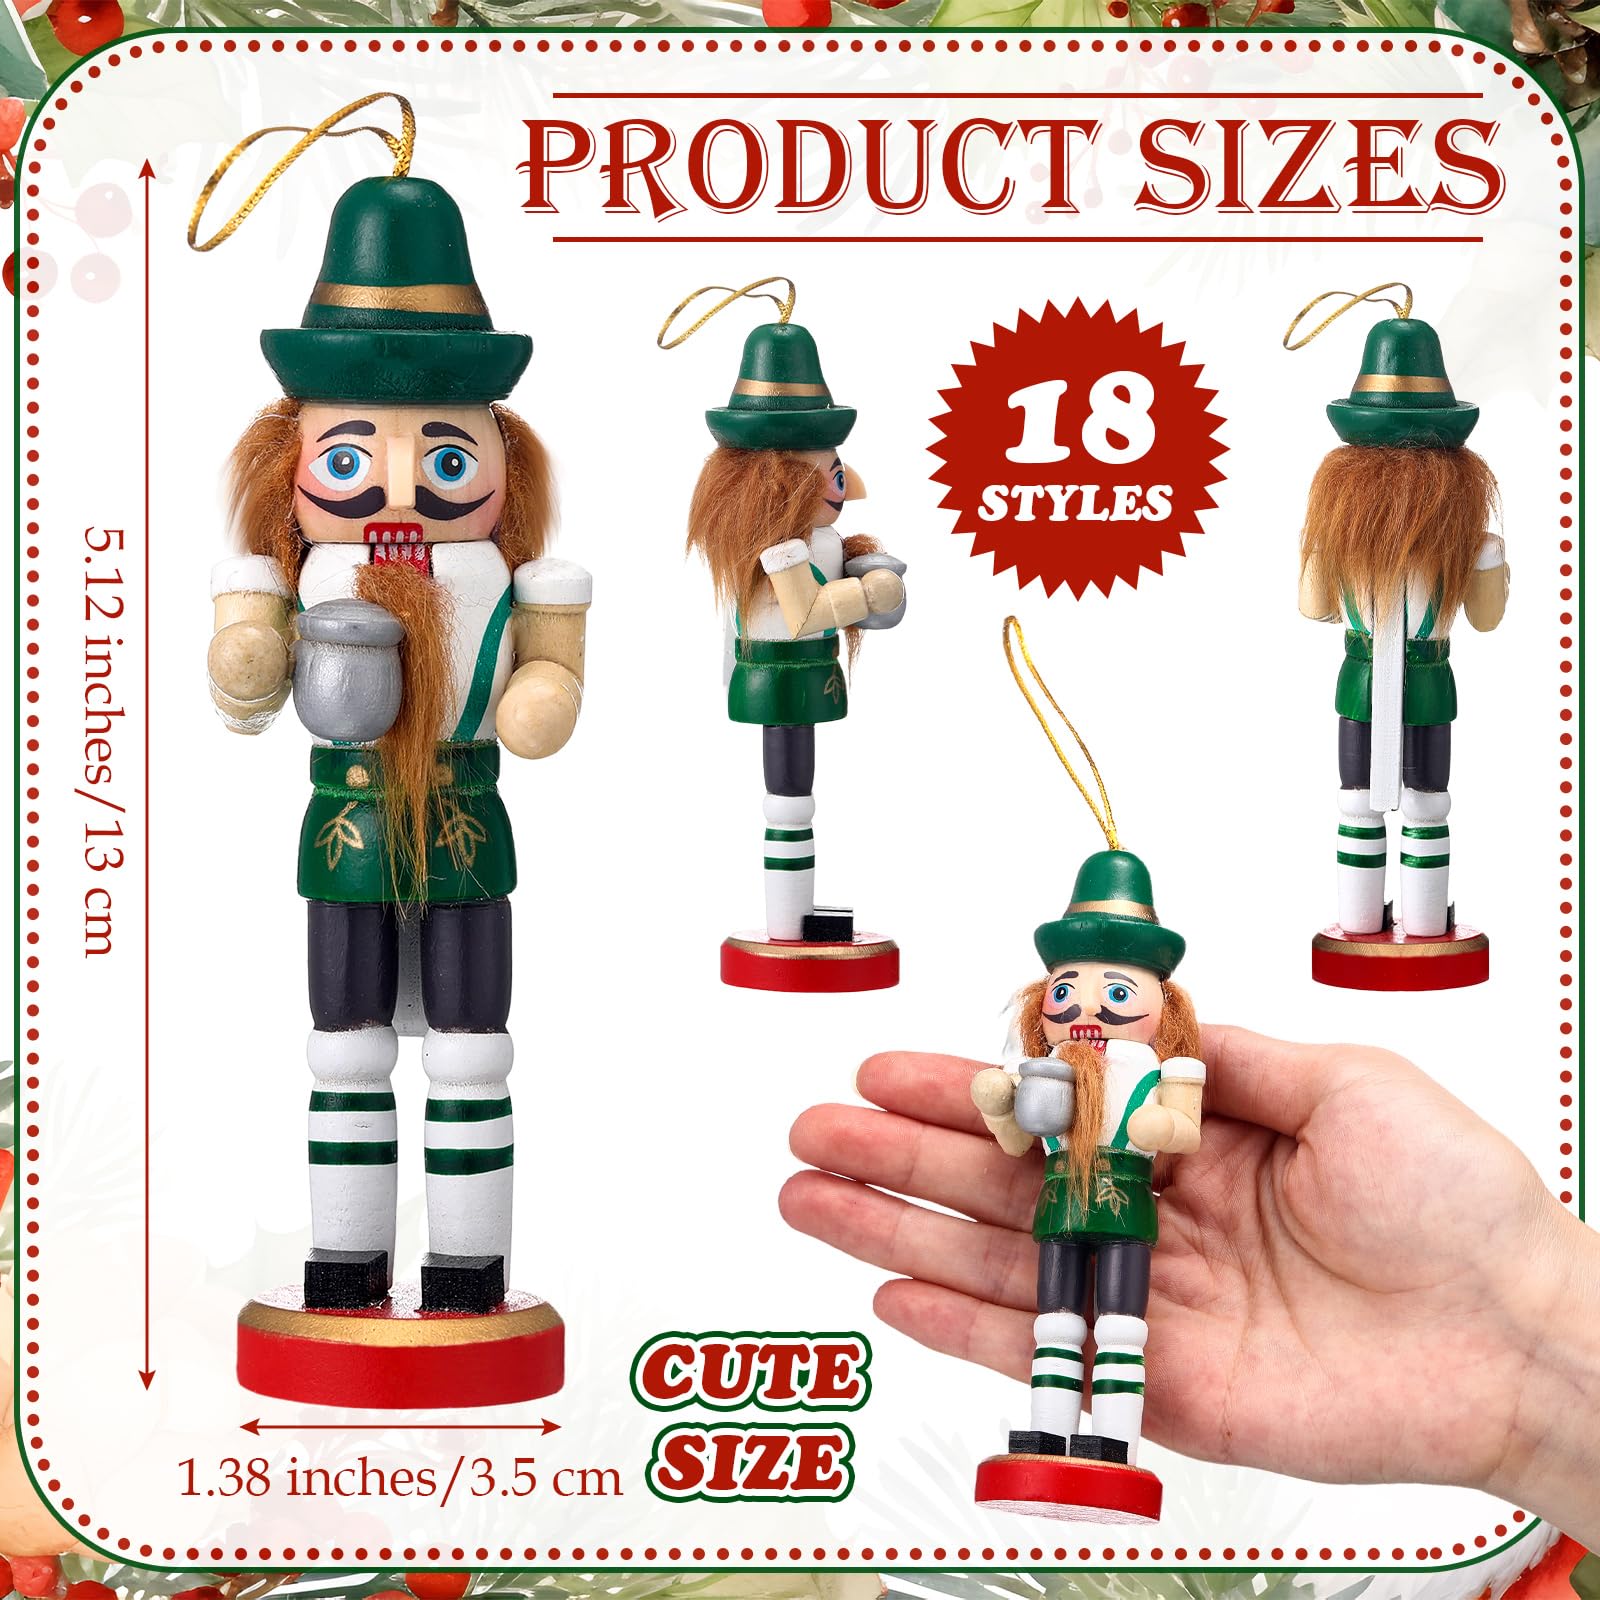 PRODUCT SIZES
18
STYLES
5.12 inches/13 cm
1.38 inches/3.5 cm
CUTE
SIZE